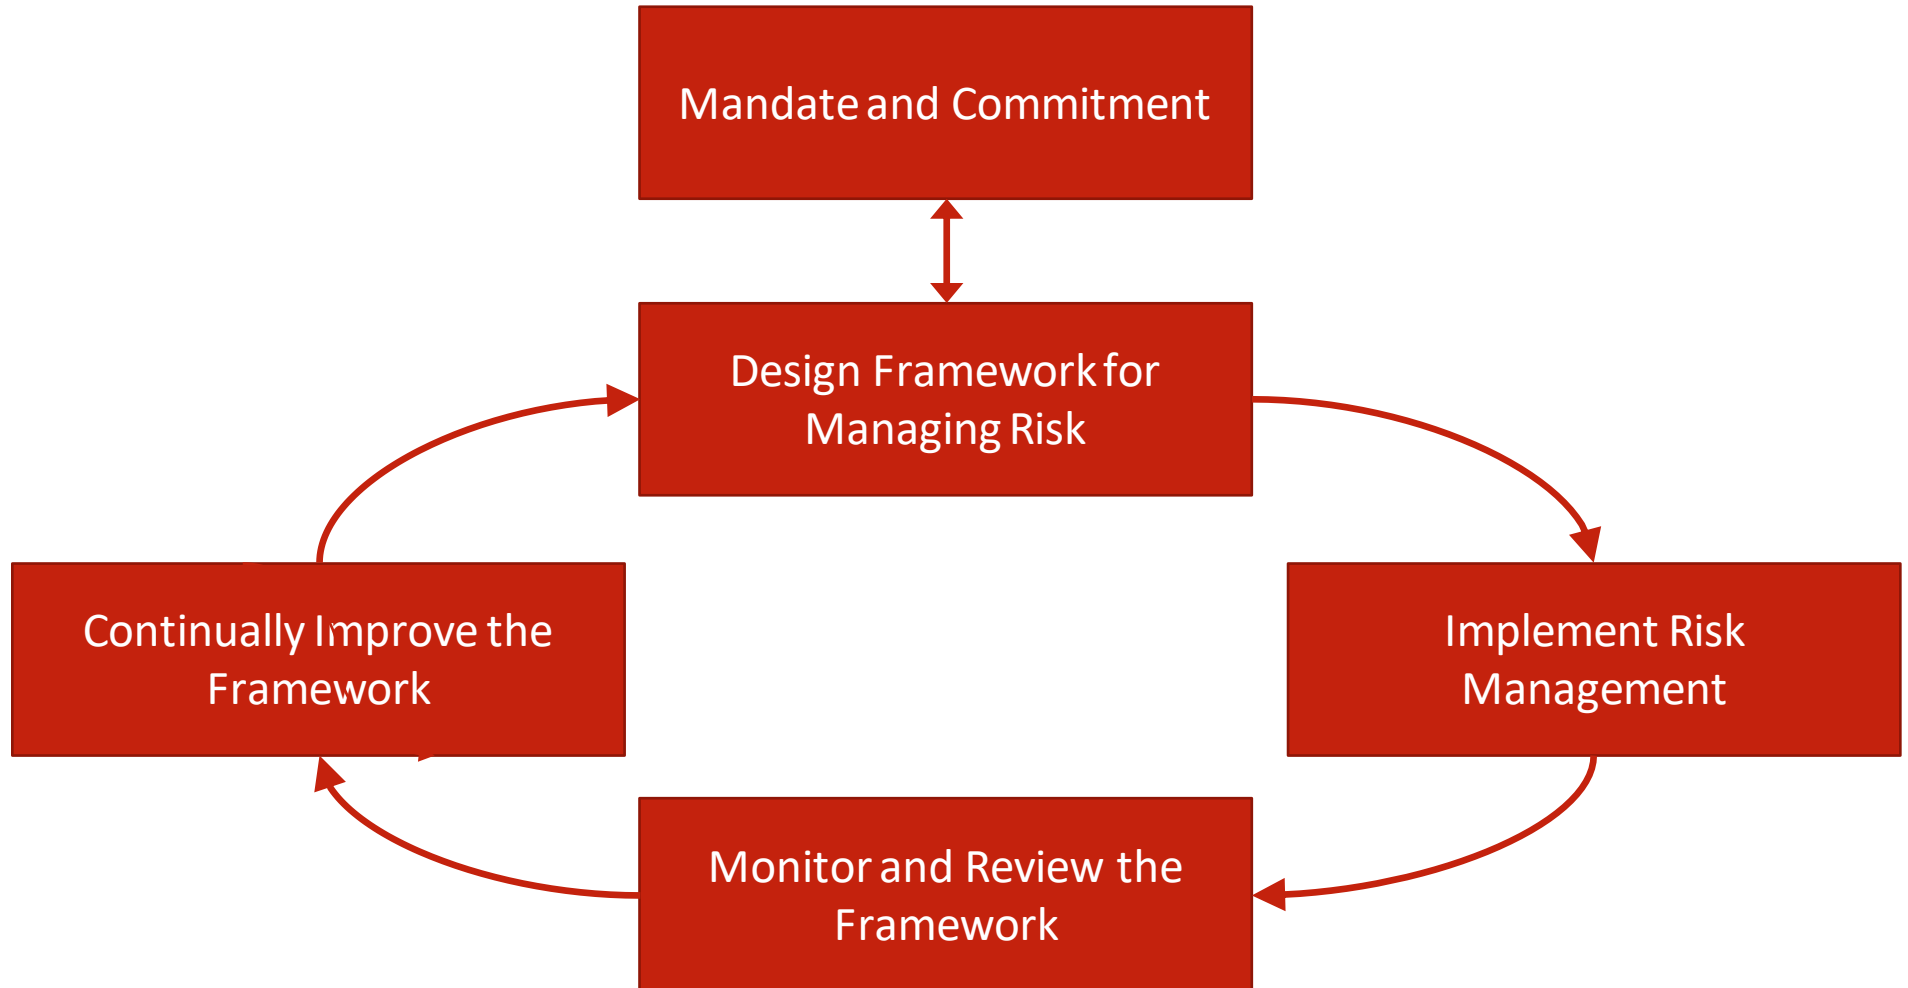 Mandate and Commitment
Design Framework for
Managing Risk
Continually Improve the
Framework
Implement Risk
Management
Monitor and Review the
Framework